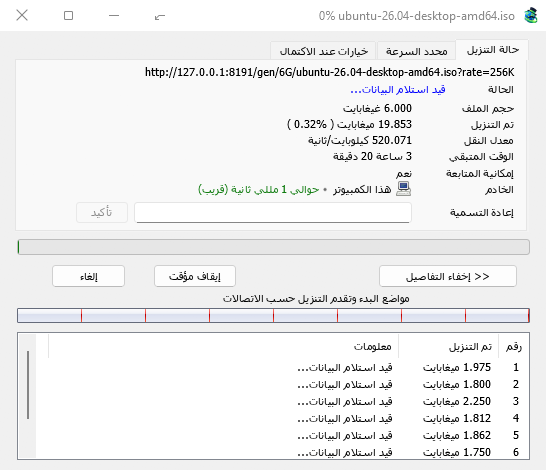 0% ubuntu-26.04-desktop-amd64.iso
حالة التنزيل
محدد السرعة
خيارات عند الاكتمال
http://127.0.0.1:8191/gen/6G/ubuntu-26.04-desktop-amd64.iso?rate=256K
الحالة قيد استلام البيانات...
حجم الملف 6.000 غيغابايت
تم التنزيل 19.853 ميغابايت ( 0.32% )
معدل النقل 520.071 كيلوبايت/ثانية
الوقت المتبقي 3 ساعة 20 دقيقة
إمكانية المتابعة نعم
الخادم هذا الكمبيوتر • حوالي 1 مللي ثانية (قريب)
إعادة التسمية تأكيد
<< إخفاء التفاصيل
إيقاف مؤقت
إلغاء
مواضع البدء وتقدم التنزيل حسب الاتصالات
رقم تم التنزيل معلومات
1 1.975 ميغابايت قيد استلام البيانات...
2 1.800 ميغابايت قيد استلام البيانات...
3 2.250 ميغابايت قيد استلام البيانات...
4 1.812 ميغابايت قيد استلام البيانات...
5 1.862 ميغابايت قيد استلام البيانات...
6 1.750 ميغابايت قيد استلام البيانات...